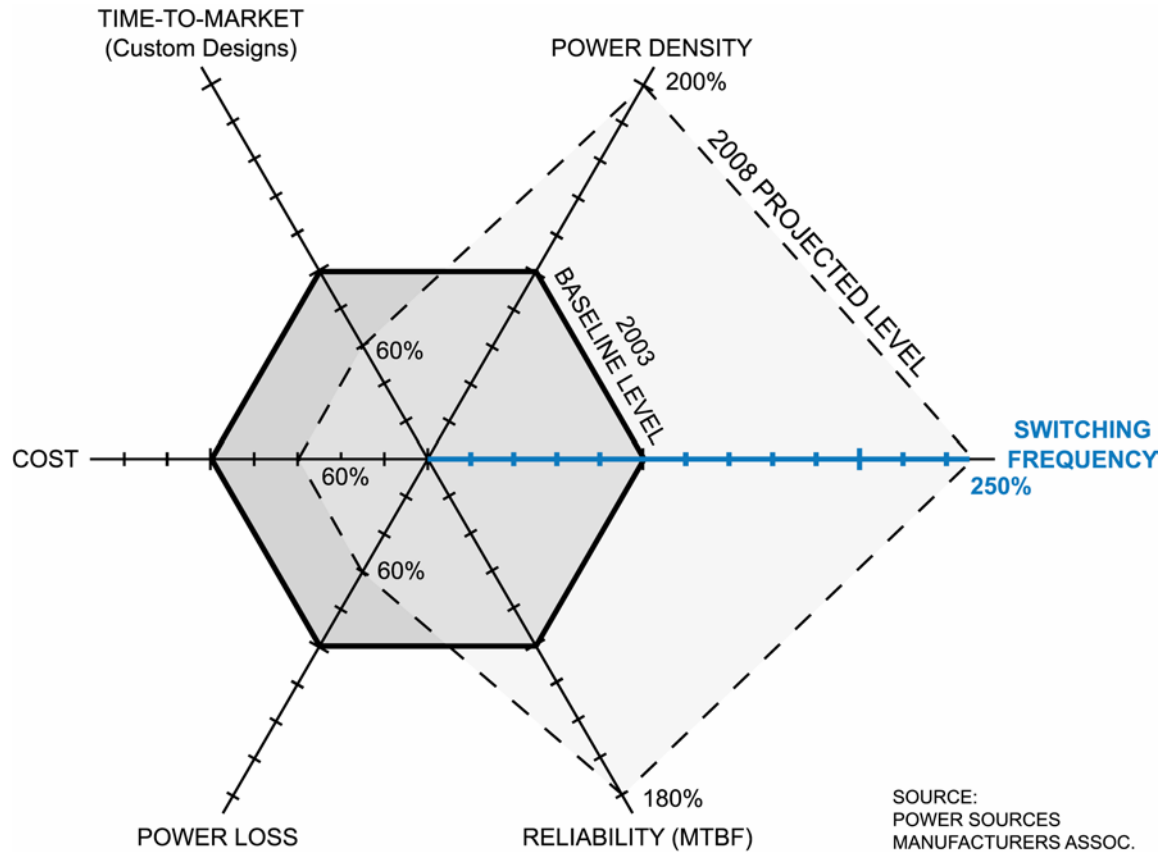 TIME-TO-MARKET
(Custom Designs)
POWER DENSITY
200%
2008 PROJECTED LEVEL
2003
BASELINE LEVEL
60%
COST
60%
SWITCHING
FREQUENCY
250%
60%
180%
POWER LOSS
RELIABILITY (MTBF)
SOURCE:
POWER SOURCES
MANUFACTURERS ASSOC.